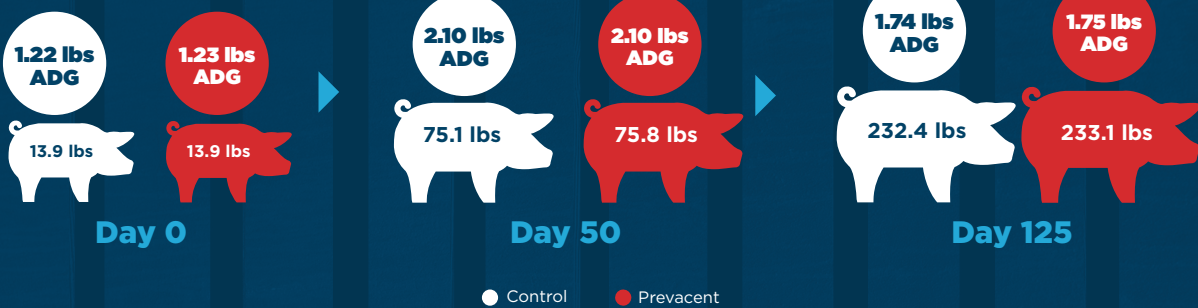 1.22 lbs
ADG
1.23 lbs
ADG
13.9 lbs
13.9 lbs
Day 0
2.10 lbs
ADG
2.10 lbs
ADG
75.1 lbs
75.8 lbs
Day 50
1.74 lbs
ADG
1.75 lbs
ADG
232.4 lbs
233.1 lbs
Day 125
Control
Prevacent